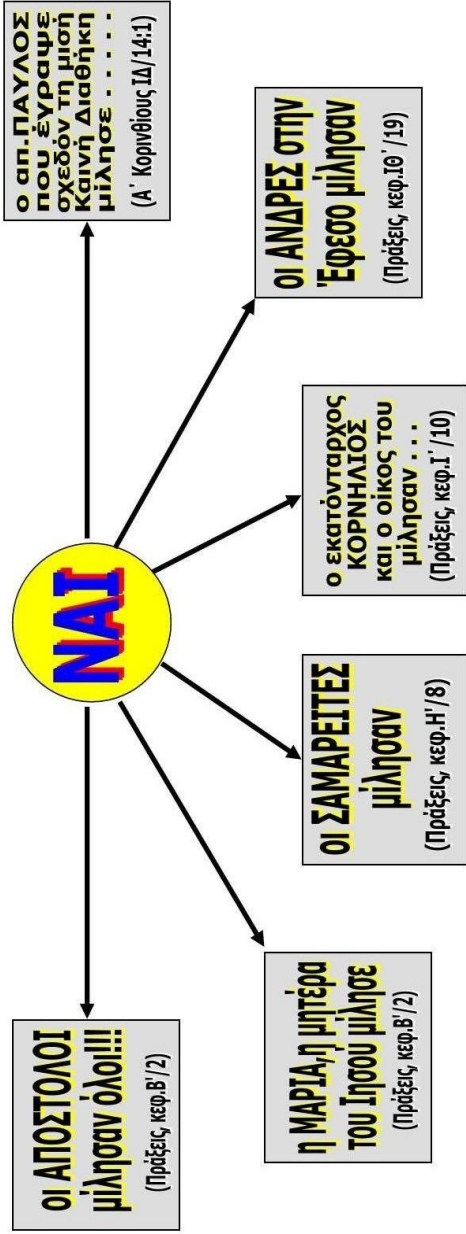 ΝΑΙ
οι ΑΠΟΣΤΟΛΟΙ
μίλησαν όλοι!!!
(Πράξεις, κεφ.Β'/2)
η ΜΑΡΙΑ,η μητέρα
του Ιησού μίλησε
(Πράξεις, κεφ.Β'/2)
οι ΣΑΜΑΡΕΙΤΕΣ
μίλησαν
(Πράξεις, κεφ.Η'/8)
ο εκατόνταρχος
ΚΟΡΝΗΛΙΟΣ
και ο οίκος του
μίλησαν . . .
(Πράξεις, κεφ.Ι'/10)
οι ΑΝΔΡΕΣ στην
Έφεσο μίλησαν
(Πράξεις, κεφ.ΙΘ'/19)
ο απ.ΠΑΥΛΟΣ
που έγραψε
σχεδόν τη μισή
Καινή Διαθήκη
μίλησε . . . . .
(Α' Κορινθίους ΙΔ/14:1)